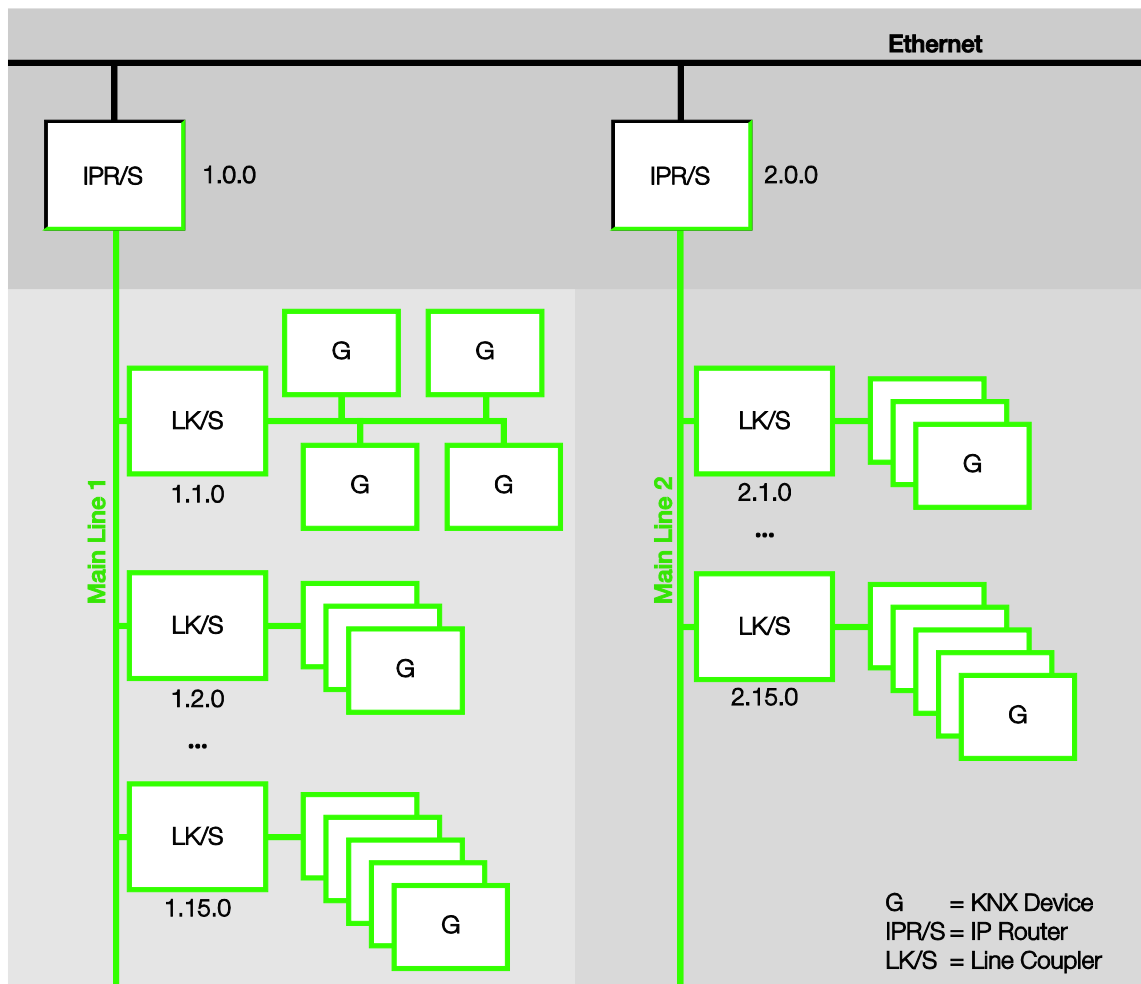 Ethernet
IPR/S
1.0.0
IPR/S
2.0.0
Main Line 1
LK/S
1.1.0
G
G
G
G
LK/S
1.2.0
G
...
LK/S
1.15.0
G
Main Line 2
LK/S
2.1.0
G
...
LK/S
2.15.0
G
G = KNX Device
IPR/S = IP Router
LK/S = Line Coupler